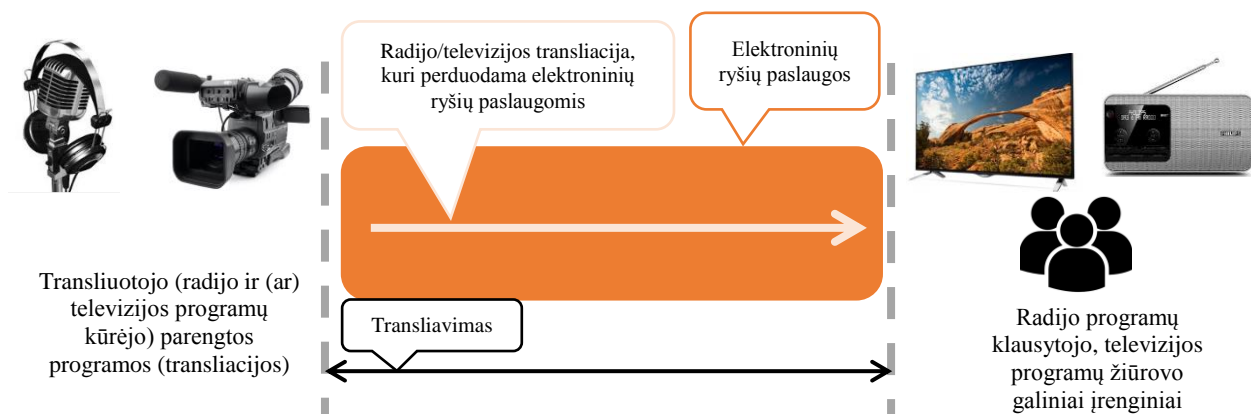 Radijo/televizijos transliacija,
kuri perduodama elektroninių
ryšių paslaugomis
Elektroninių
ryšių paslaugos
Transliuotojo (radijo ir (ar)
televizijos programų
kūrėjo) parengtos
programos (transliacijos)
Transliavimas
Radijo programų
klausytojo, televizijos
programų žiūrovo
galiniai įrenginiai